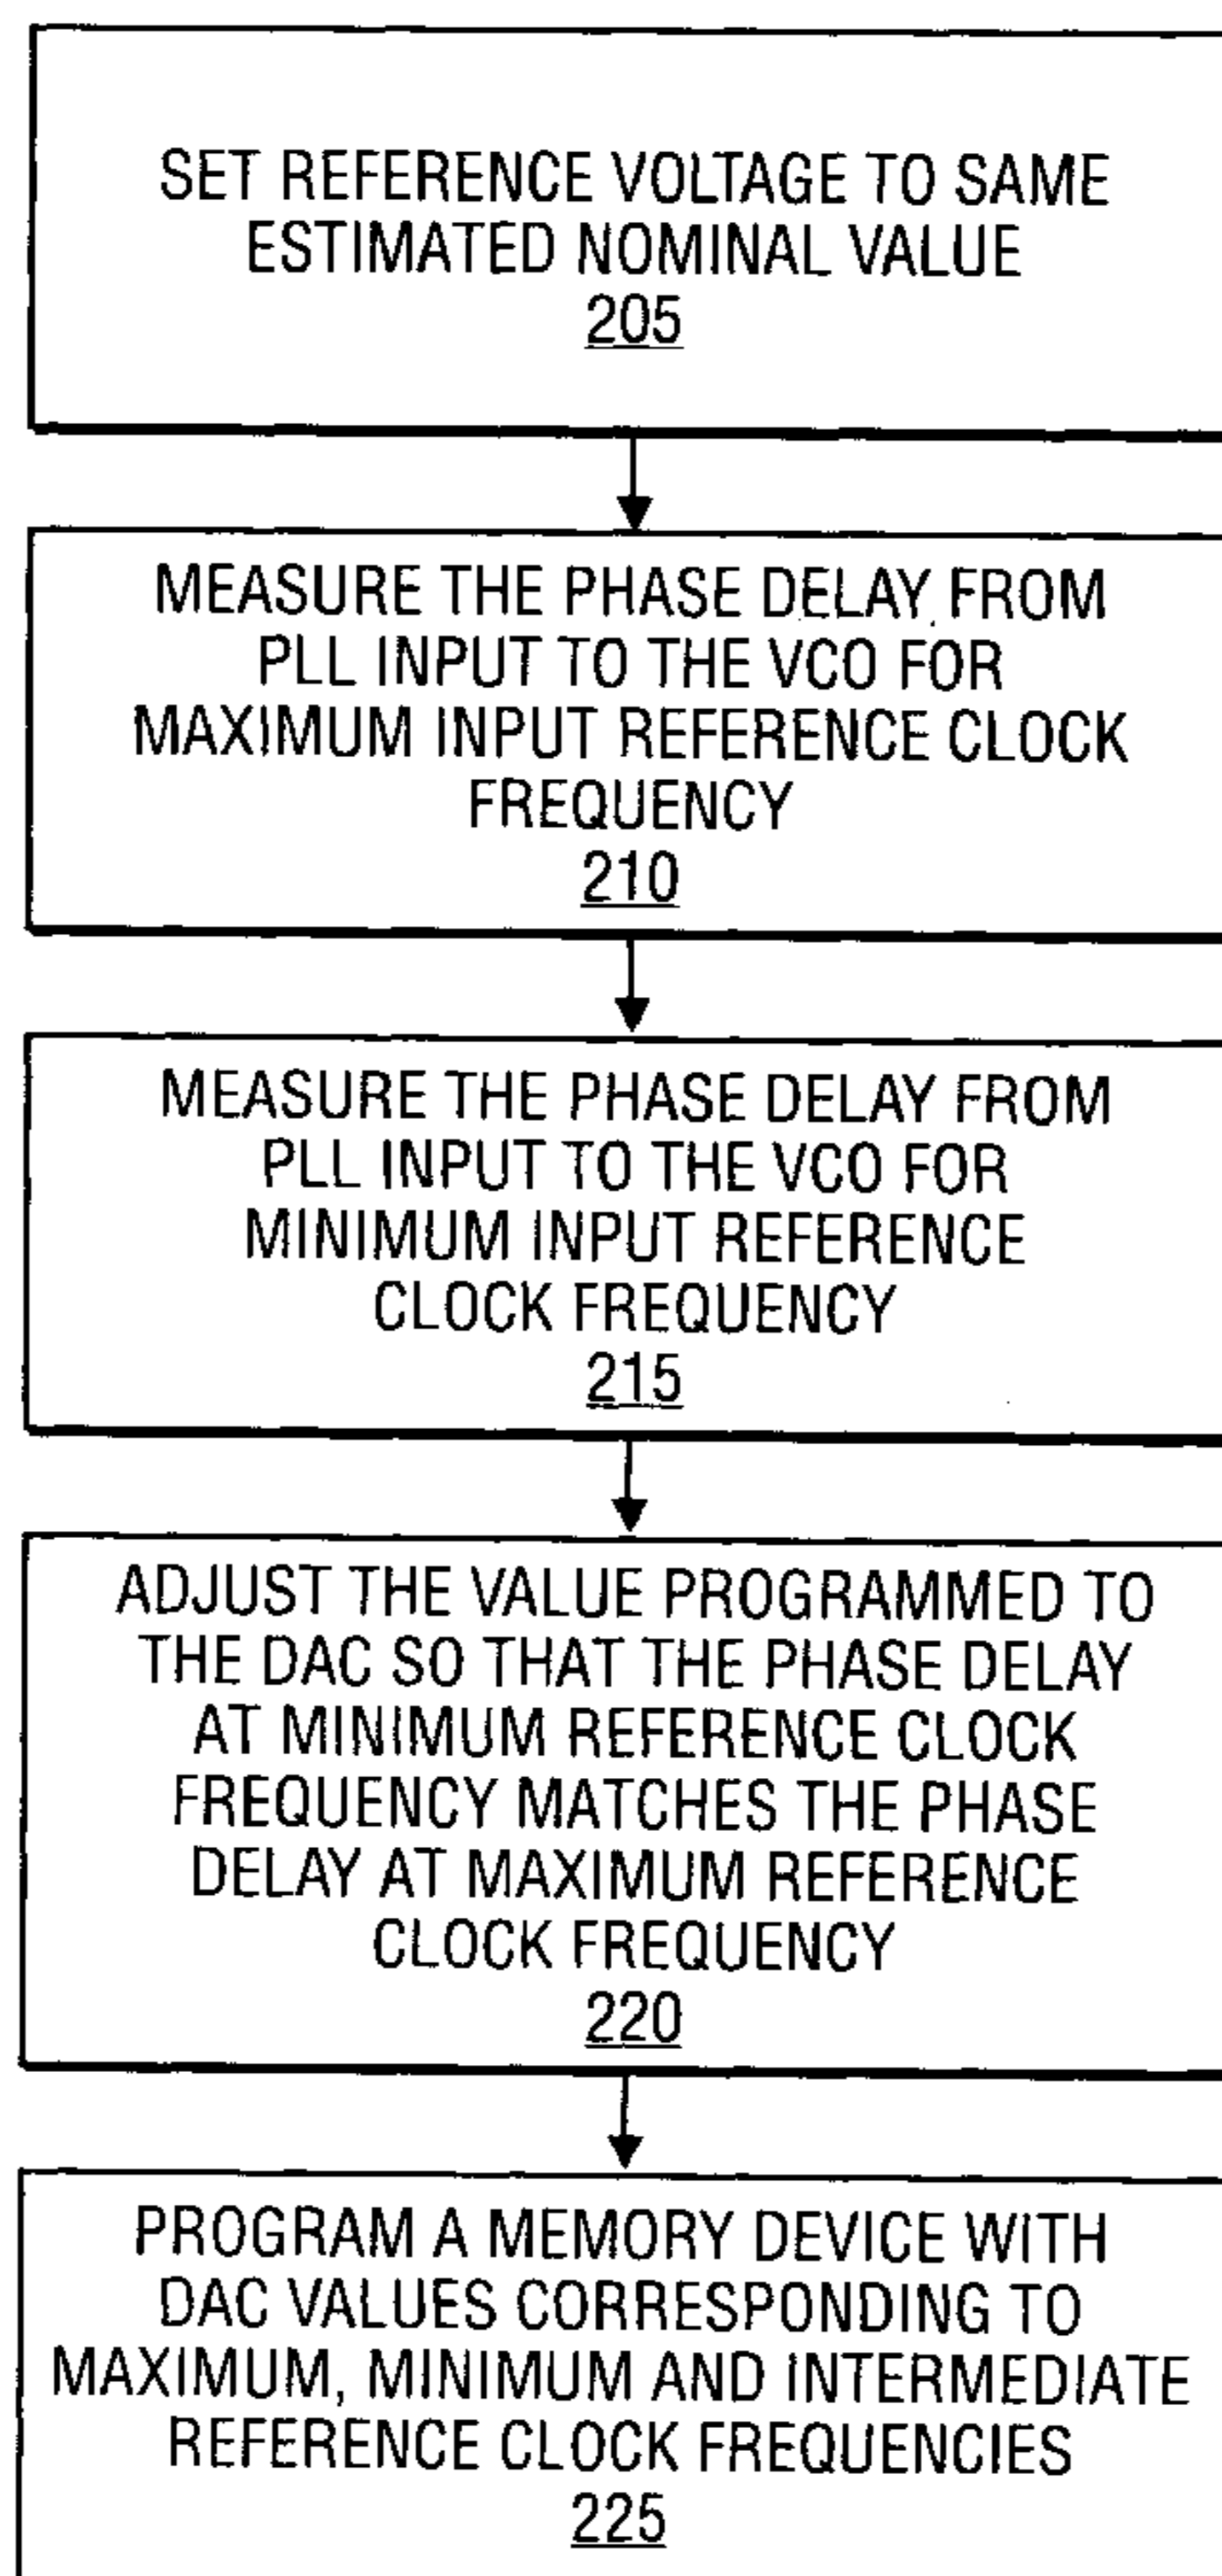 SET REFERENCE VOLTAGE TO SAME
ESTIMATED NOMINAL VALUE
205
MEASURE THE PHASE DELAY FROM
PLL INPUT TO THE VCO FOR
MAXIMUM INPUT REFERENCE CLOCK
FREQUENCY
210
MEASURE THE PHASE DELAY FROM
PLL INPUT TO THE VCO FOR
MINIMUM INPUT REFERENCE
CLOCK FREQUENCY
215
ADJUST THE VALUE PROGRAMMED TO
THE DAC SO THAT THE PHASE DELAY
AT MINIMUM REFERENCE CLOCK
FREQUENCY MATCHES THE PHASE
DELAY AT MAXIMUM REFERENCE
CLOCK FREQUENCY
220
PROGRAM A MEMORY DEVICE WITH
DAC VALUES CORRESPONDING TO
MAXIMUM, MINIMUM AND INTERMEDIATE
REFERENCE CLOCK FREQUENCIES
225